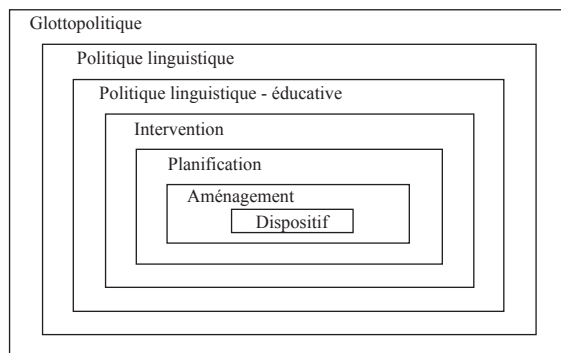 Glottopolitique
Politique linguistique
Politique linguistique - éducative
Intervention
Planification
Aménagement
Dispositif